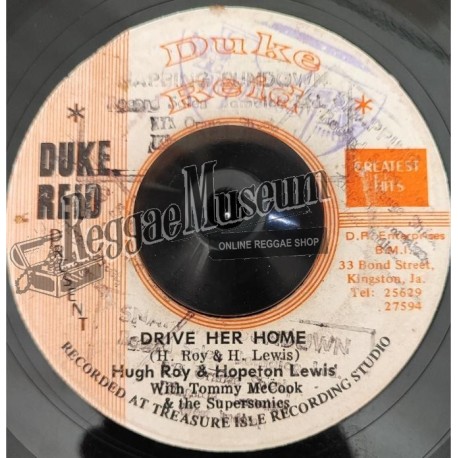 Duke
Reid
*
*
DUKE
REID
PRESENT
GREATEST
HITS
ReggaeMuseum
ONLINE REGGAE SHOP
D.R. Enterprises
B.M.I.
33 Bond Street,
Kingston, Ja.
Tel: 25629
27594
DRIVE HER HOME
(H. Roy & H. Lewis)
Hugh Roy & Hopeton Lewis
With Tommy McCook
& the Supersonics
RECORDED AT TREASURE ISLE RECORDING STUDIO